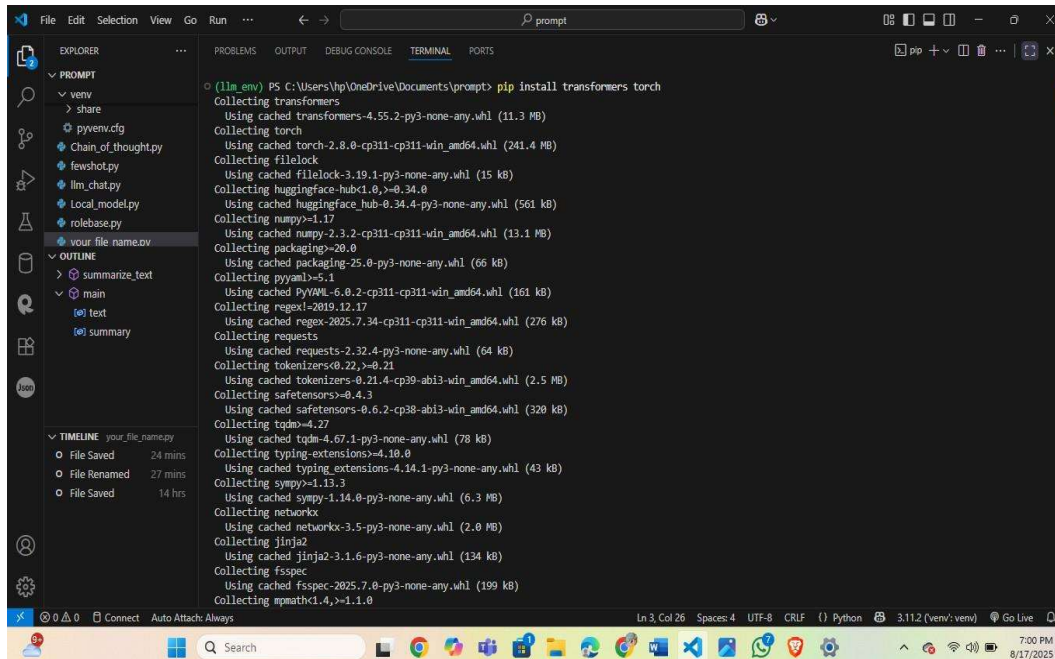 File Edit Selection View Go Run ...
prompt
EXPLORER
PROMPT
venv
share
pyvenv.cfg
Chain_of_thought.py
fewshot.py
llm_chat.py
Local_model.py
rolebase.py
your_file_name.py
OUTLINE
summarize_text
main
text
summary
TIMELINE your_file_name.py
File Saved 24 mins
File Renamed 27 mins
File Saved 14 hrs
PROBLEMS OUTPUT DEBUG CONSOLE TERMINAL PORTS
pip
(llm_env) PS C:\Users\hp\OneDrive\Documents\prompt> pip install transformers torch
Collecting transformers
Using cached transformers-4.55.2-py3-none-any.whl (11.3 MB)
Collecting torch
Using cached torch-2.8.0-cp311-cp311-win_amd64.whl (241.4 MB)
Collecting filelock
Using cached filelock-3.19.1-py3-none-any.whl (15 kB)
Collecting huggingface-hub<1.0,>=0.34.0
Using cached huggingface_hub-0.34.4-py3-none-any.whl (561 kB)
Collecting numpy>=1.17
Using cached numpy-2.3.2-cp311-cp311-win_amd64.whl (13.1 MB)
Collecting packaging>=20.0
Using cached packaging-25.0-py3-none-any.whl (66 kB)
Collecting pyyaml>=5.1
Using cached PyYAML-6.0.2-cp311-cp311-win_amd64.whl (161 kB)
Collecting regex!=2019.12.17
Using cached regex-2025.7.34-cp311-cp311-win_amd64.whl (276 kB)
Collecting requests
Using cached requests-2.32.4-py3-none-any.whl (64 kB)
Collecting tokenizers<0.22,>=0.21
Using cached tokenizers-0.21.4-cp39-abi3-win_amd64.whl (2.5 MB)
Collecting safetensors>=0.4.3
Using cached safetensors-0.6.2-cp38-abi3-win_amd64.whl (320 kB)
Collecting tqdm>=4.27
Using cached tqdm-4.67.1-py3-none-any.whl (78 kB)
Collecting typing-extensions>=4.10.0
Using cached typing_extensions-4.14.1-py3-none-any.whl (43 kB)
Collecting sympy>=1.13.3
Using cached sympy-1.14.0-py3-none-any.whl (6.3 MB)
Collecting networkx
Using cached networkx-3.5-py3-none-any.whl (2.0 MB)
Collecting jinja2
Using cached jinja2-3.1.6-py3-none-any.whl (134 kB)
Collecting fsspec
Using cached fsspec-2025.7.0-py3-none-any.whl (199 kB)
Collecting mpmath<1.4,>=1.1.0
2
Json
0 0 Connect Auto Attach: Always Ln 3, Col 26 Spaces: 4 UTF-8 CRLF {} Python 3.11.2 ('venv': venv) Go Live
9+
Search
7:00 PM
8/17/2025